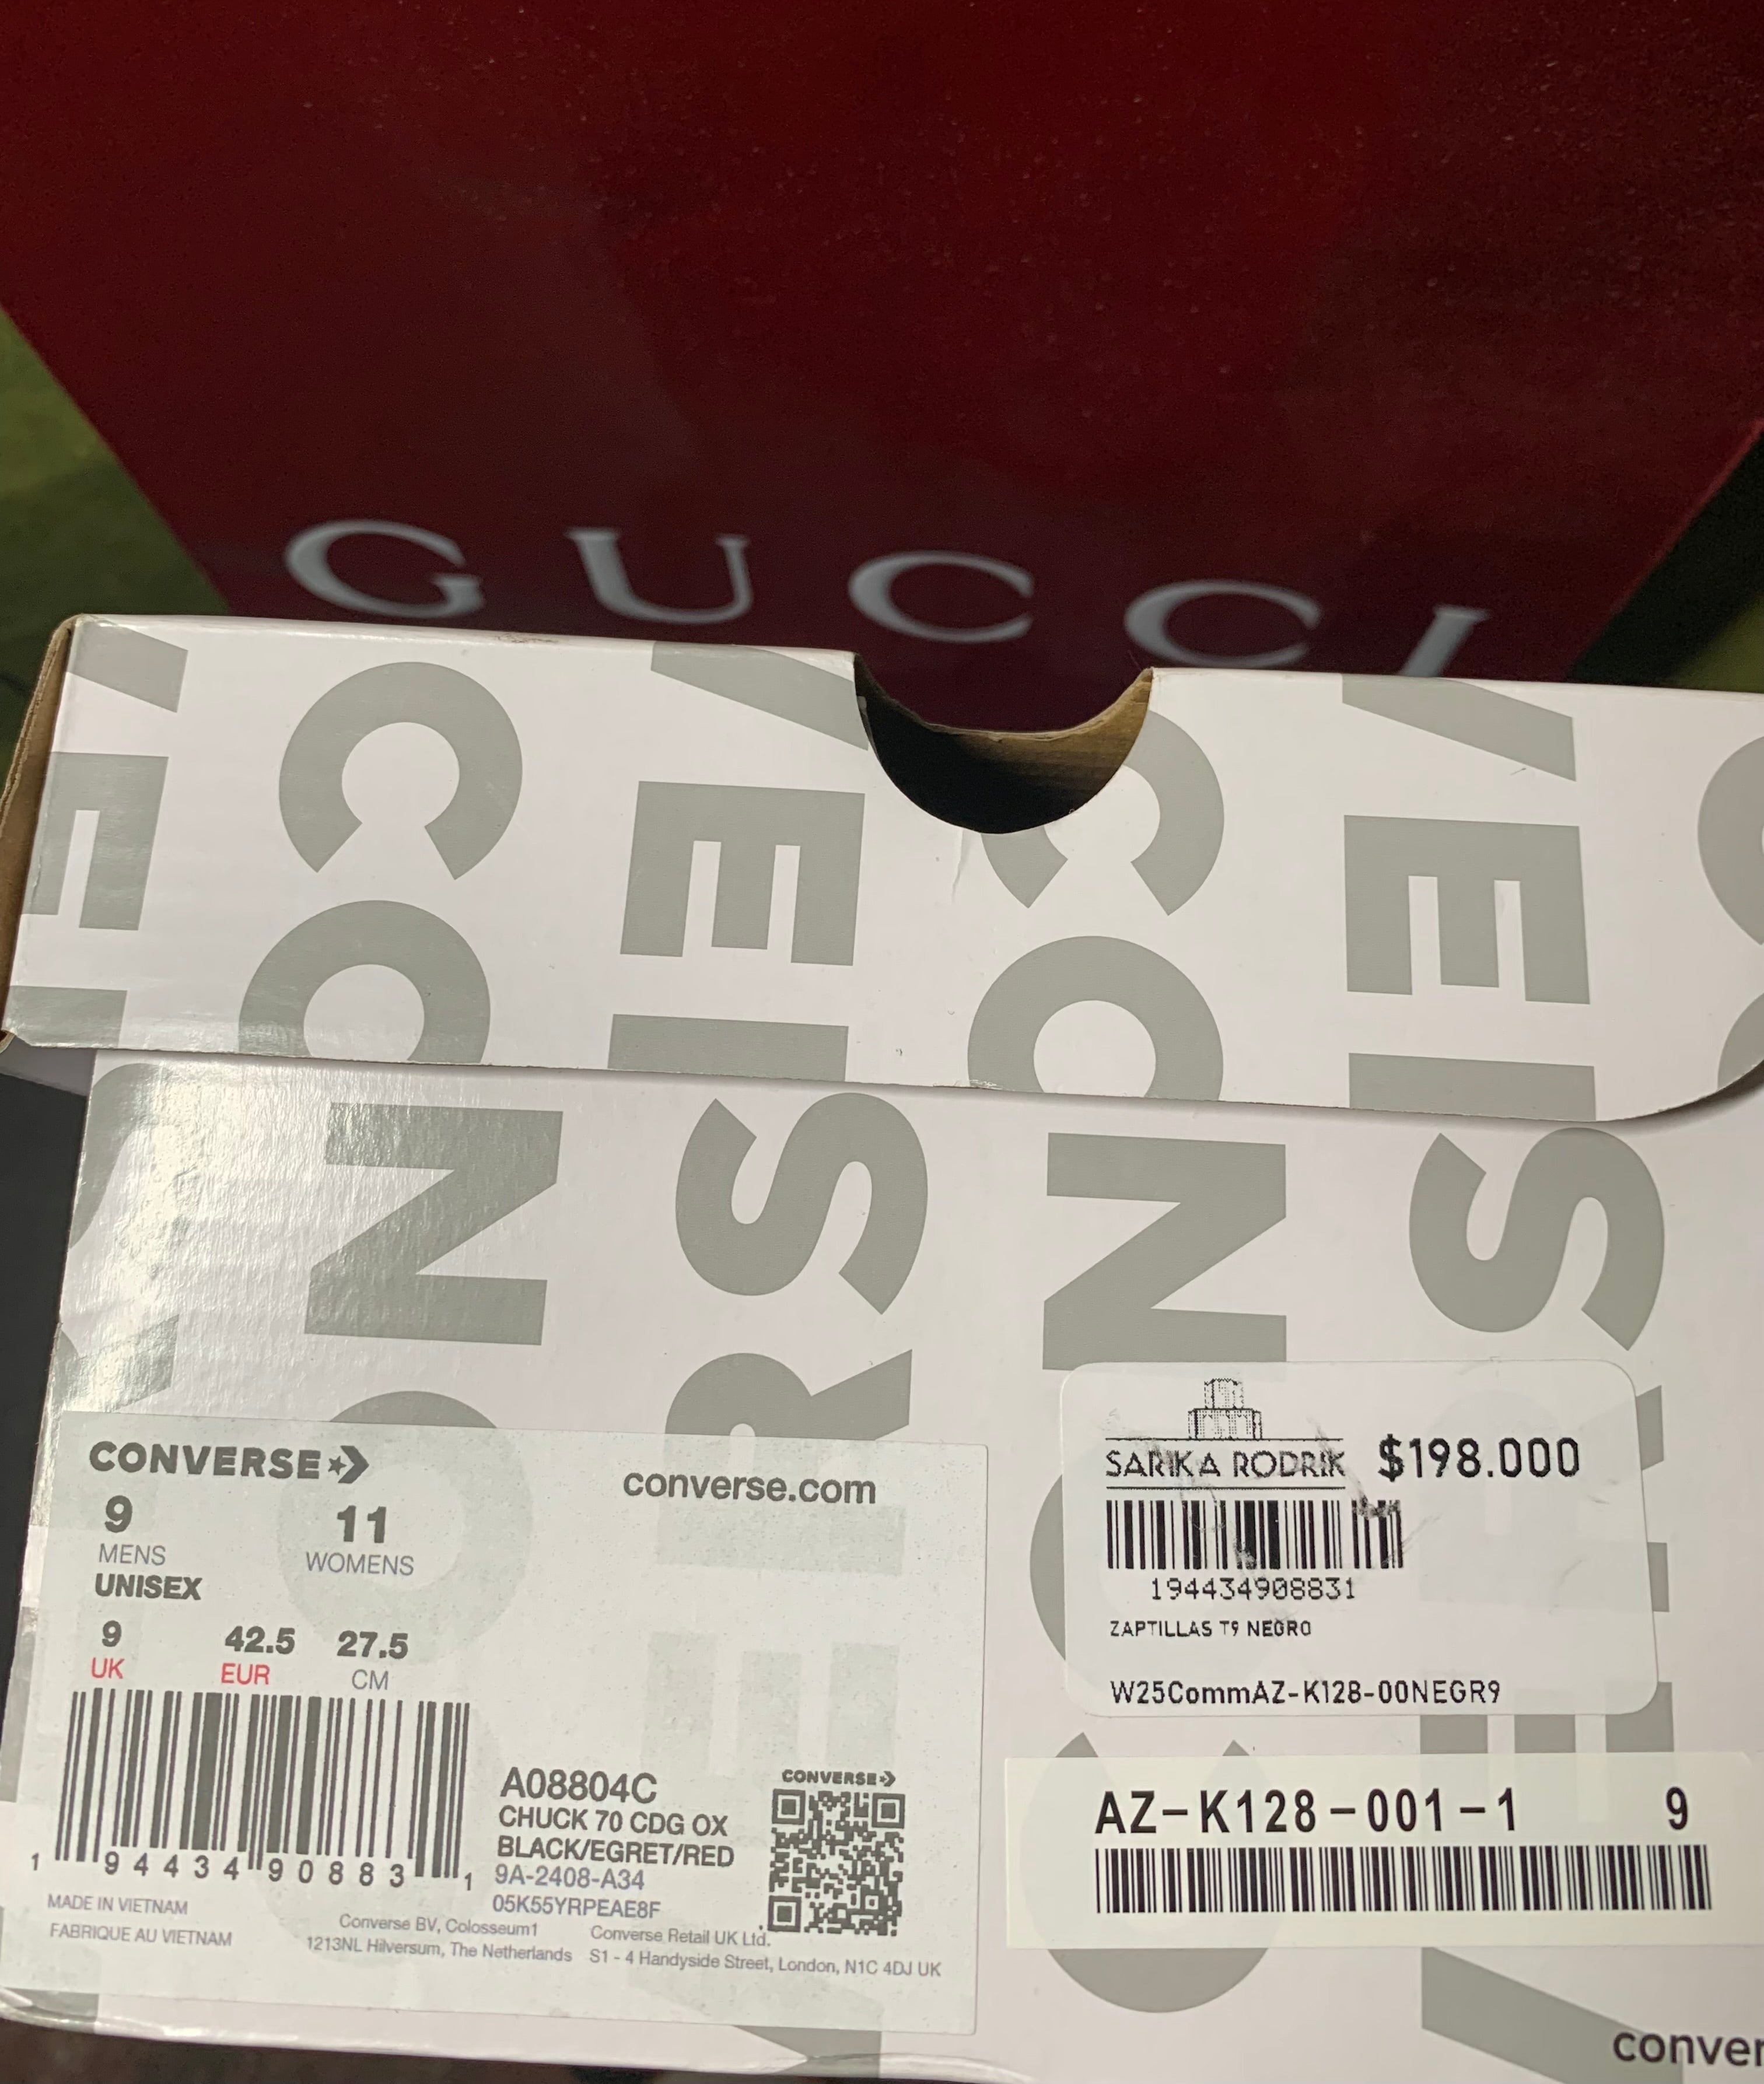 GUCCI
CONVERSE
converse.com
9
MENS
UNISEX
11
WOMENS
9
UK
42.5
EUR
27.5
CM
1 94434 90883 1
A08804C
CHUCK 70 CDG OX
BLACK/EGRET/RED
9A-2408-A34
05K55YRPEAE8F
CONVERSE
MADE IN VIETNAM
FABRIQUE AU VIETNAM
Converse BV, Colosseum1
1213NL Hilversum, The Netherlands
Converse Retail UK Ltd.
S1 - 4 Handyside Street, London, N1C 4DJ UK
SARIKA RODRIK
$198.000
194434908831
ZAPTILLAS T9 NEGRO
W25CommAZ-K128-00NEGR9
AZ-K128-001-1 9
conver